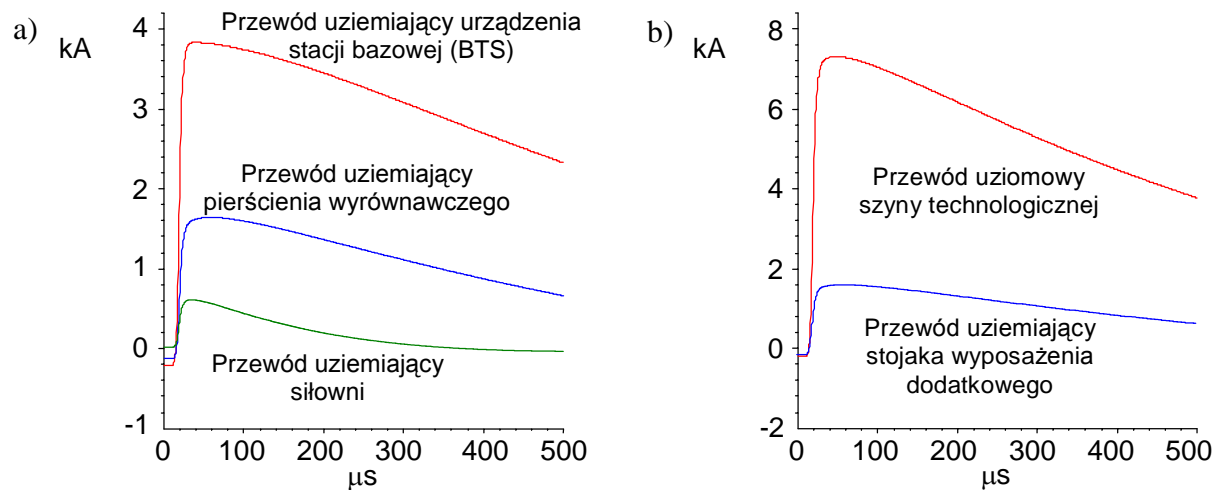 a)
kA
4
3
2
1
0
-1
Przewód uziemiający urządzenia
stacji bazowej (BTS)
Przewód uziemiający
pierścienia wyrównawczego
Przewód uziemiający
siłowni
0 100 200 300 400 500
µs
b)
kA
8
6
4
2
0
-2
Przewód uziomowy
szyny technologicznej
Przewód uziemiający
stojaka wyposażenia
dodatkowego
0 100 200 300 400 500
µs